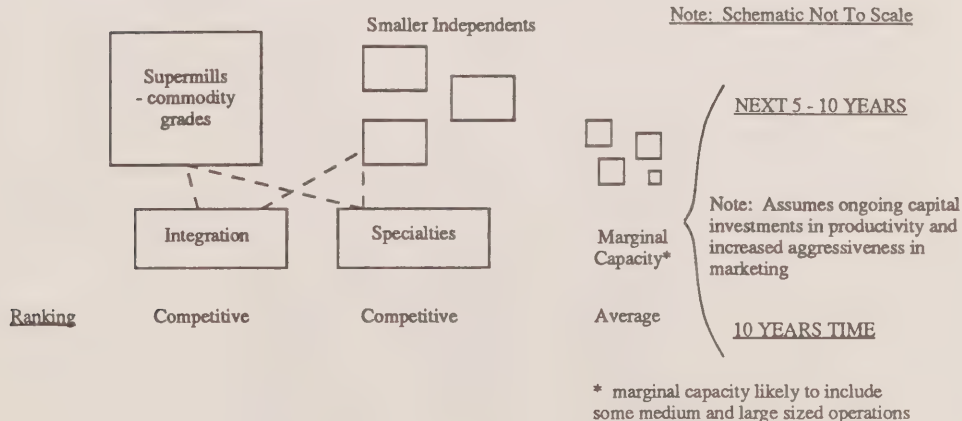 Note: Schematic Not To Scale
Smaller Independents
Supermills
- commodity
grades
NEXT 5 - 10 YEARS
Note: Assumes ongoing capital
investments in productivity and
increased aggressiveness in
marketing
Integration
Specialties
Marginal
Capacity*
Ranking
Competitive
Competitive
Average
10 YEARS TIME
* marginal capacity likely to include
some medium and large sized operations